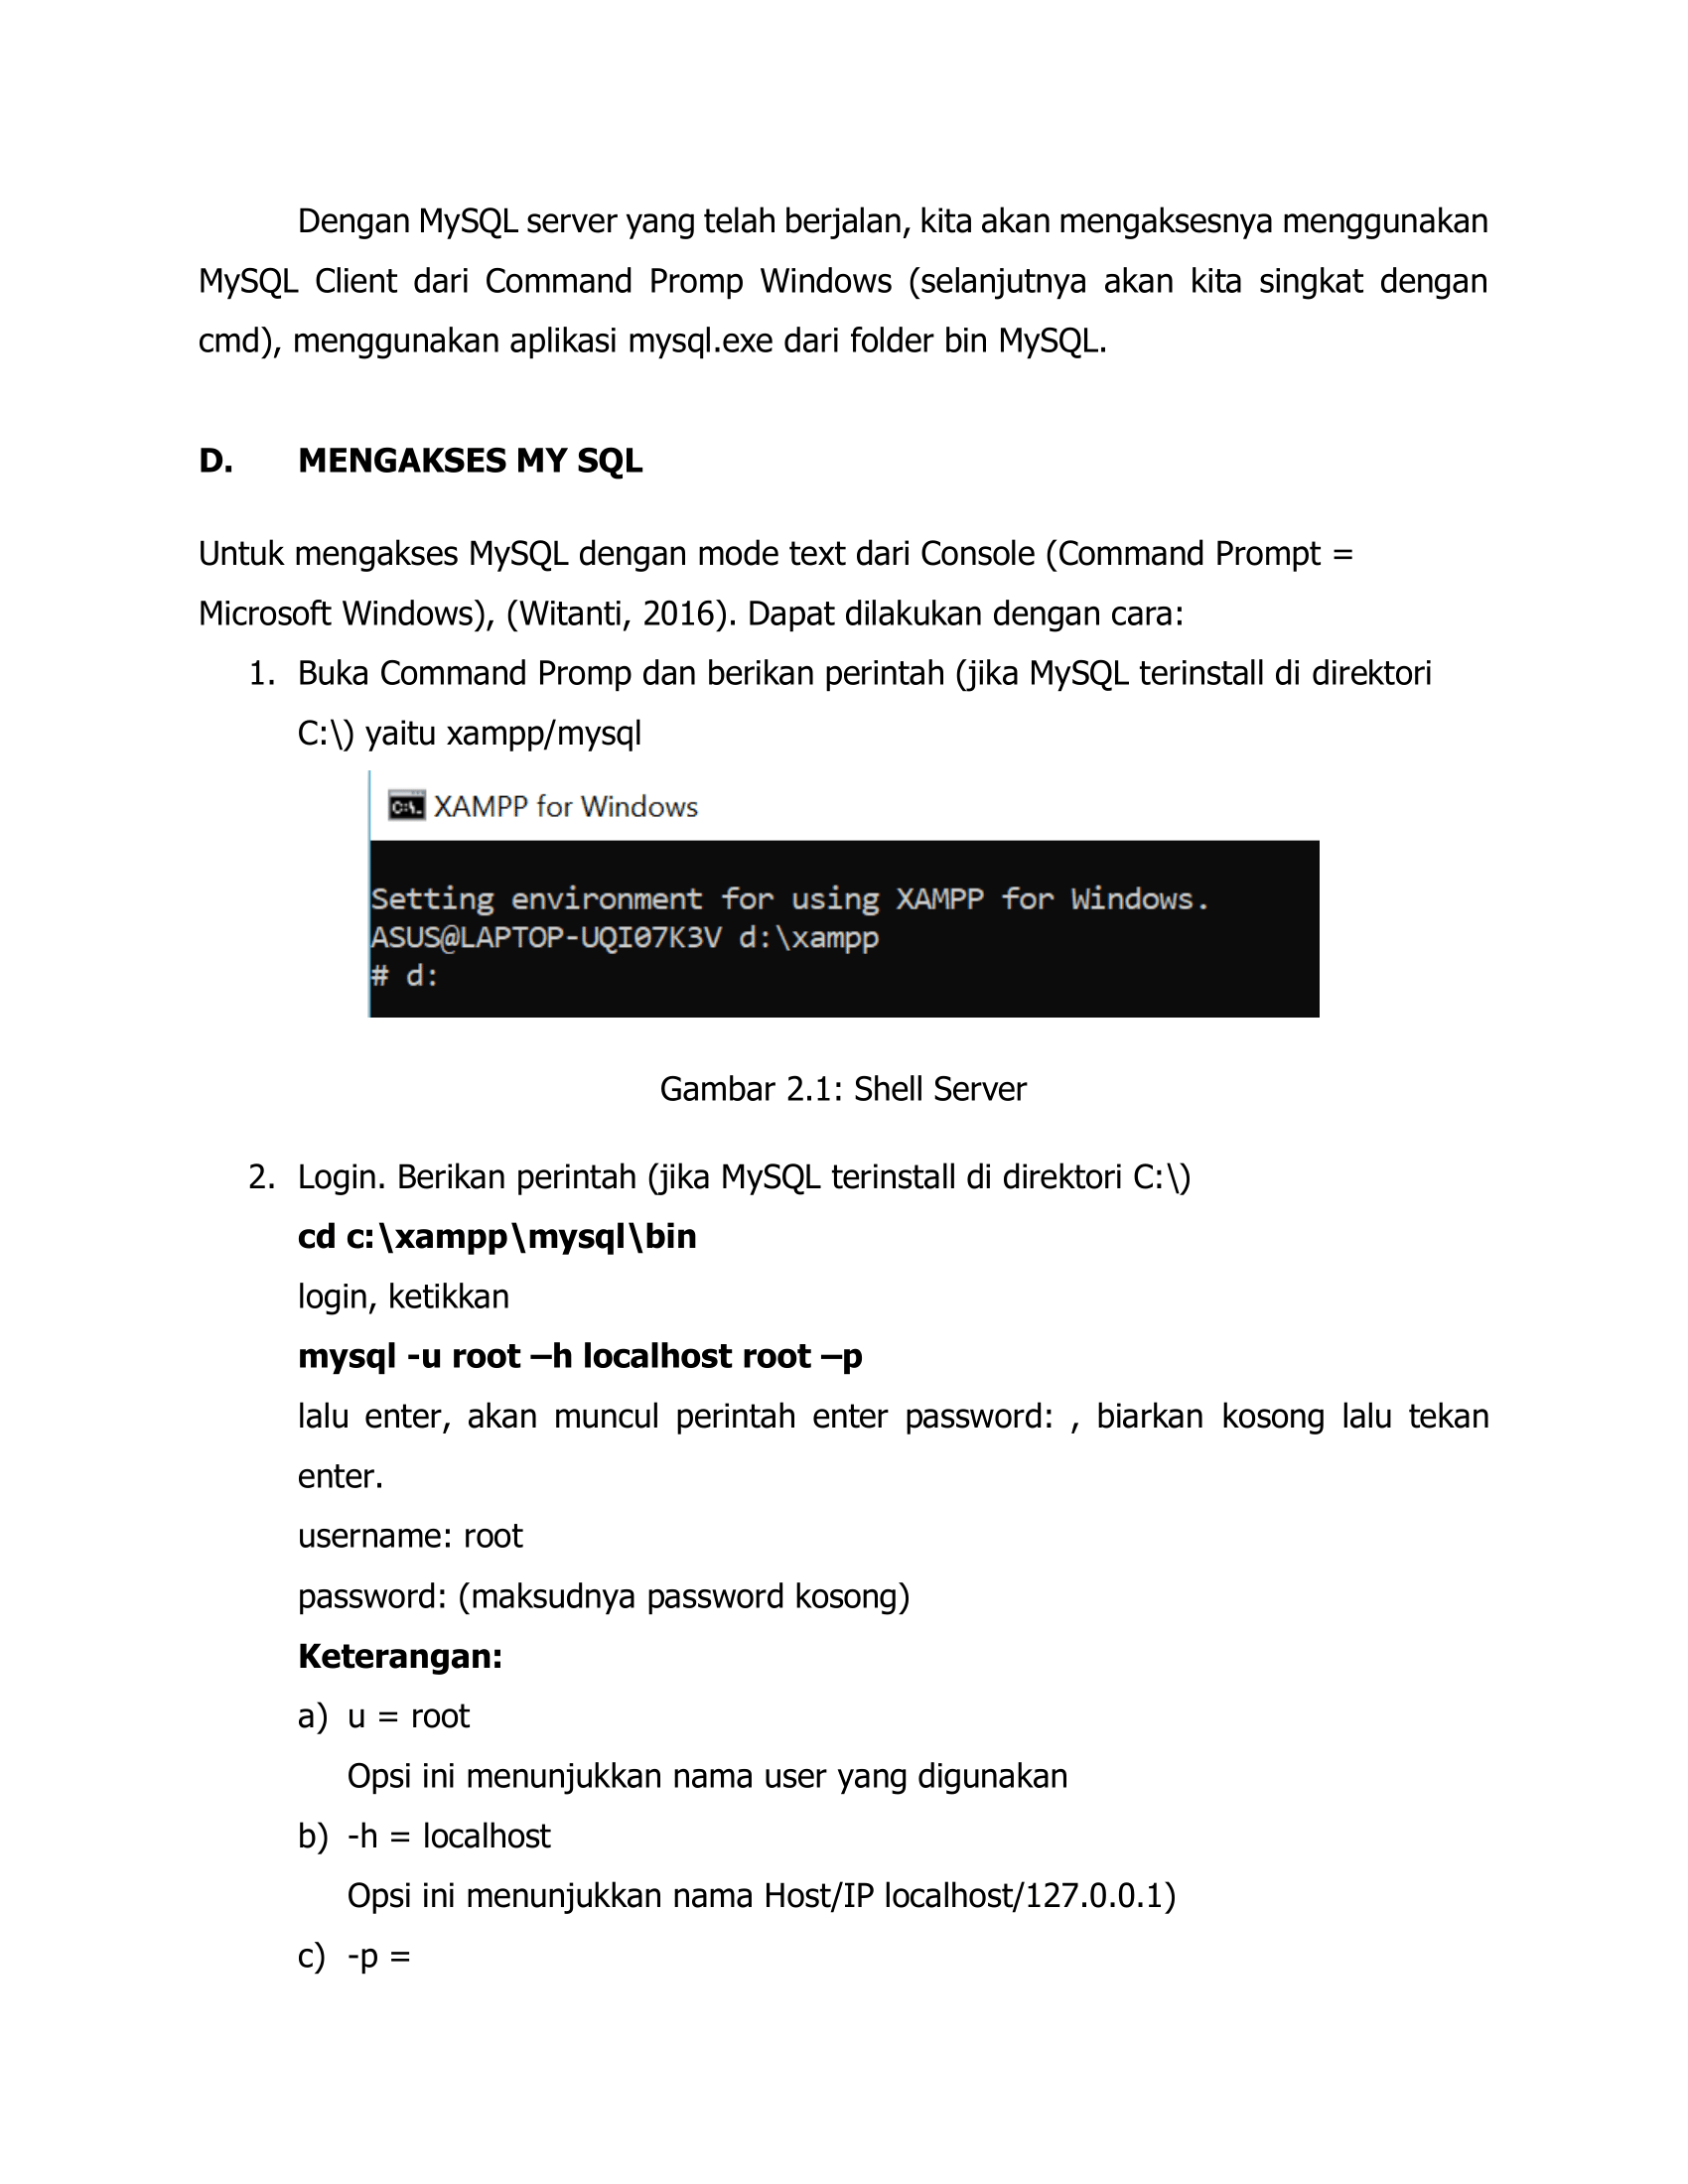 Dengan MySQL server yang telah berjalan, kita akan mengaksesnya menggunakan
MySQL Client dari Command Promp Windows (selanjutnya akan kita singkat dengan
cmd), menggunakan aplikasi mysql.exe dari folder bin MySQL.
D. MENGAKSES MY SQL
Untuk mengakses MySQL dengan mode text dari Console (Command Prompt =
Microsoft Windows), (Witanti, 2016). Dapat dilakukan dengan cara:
1. Buka Command Promp dan berikan perintah (jika MySQL terinstall di direktori
C:\) yaitu xampp/mysql
C:\. XAMPP for Windows
Setting environment for using XAMPP for Windows.
ASUS@LAPTOP-UQI07K3V d:\xampp
# d:
Gambar 2.1: Shell Server
2. Login. Berikan perintah (jika MySQL terinstall di direktori C:\)
cd c:\xampp\mysql\bin
login, ketikkan
mysql -u root –h localhost root –p
lalu enter, akan muncul perintah enter password: , biarkan kosong lalu tekan
enter.
username: root
password: (maksudnya password kosong)
Keterangan:
a) u = root
Opsi ini menunjukkan nama user yang digunakan
b) -h = localhost
Opsi ini menunjukkan nama Host/IP localhost/127.0.0.1)
c) -p =